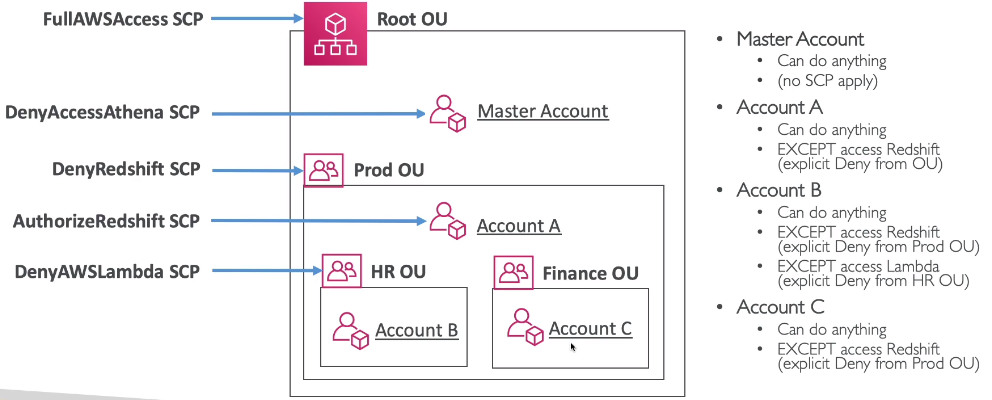 FullAWSAccess SCP
Root OU
DenyAccessAthena SCP
Master Account
DenyRedshift SCP
Prod OU
AuthorizeRedshift SCP
Account A
DenyAWSLambda SCP
HR OU
Finance OU
Account B
Account C
• Master Account
• Can do anything
• (no SCP apply)
• Account A
• Can do anything
• EXCEPT access Redshift
(explicit Deny from OU)
• Account B
• Can do anything
• EXCEPT access Redshift
(explicit Deny from Prod OU)
• EXCEPT access Lambda
(explicit Deny from HR OU)
• Account C
• Can do anything
• EXCEPT access Redshift
(explicit Deny from Prod OU)